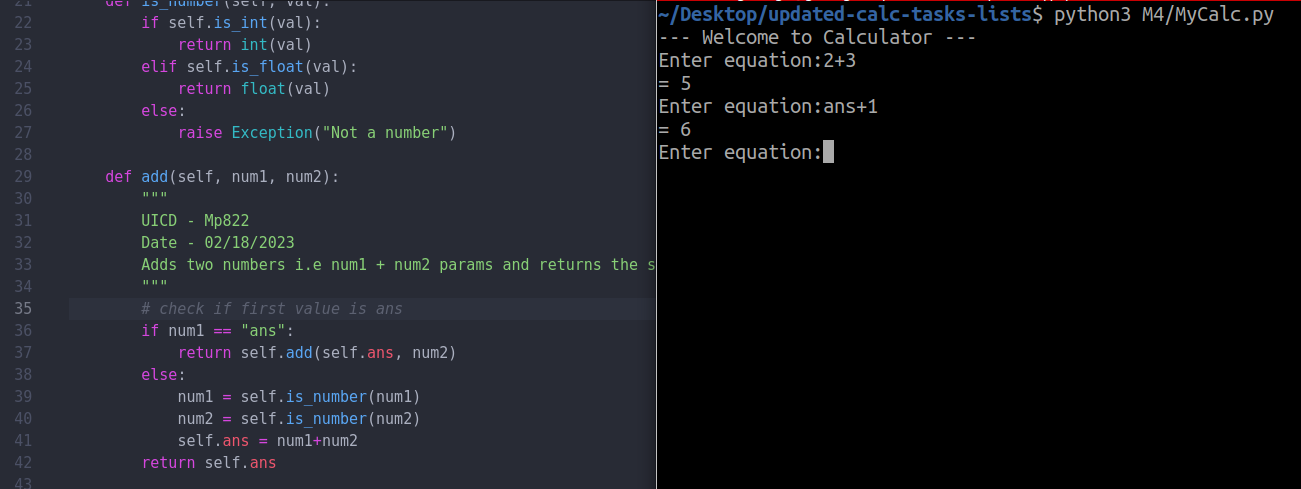 21 def is_number(self, val):
22 if self.is_int(val):
23 return int(val)
24 elif self.is_float(val):
25 return float(val)
26 else:
27 raise Exception("Not a number")
28
29 def add(self, num1, num2):
30 """
31 UICD - Mp822
32 Date - 02/18/2023
33 Adds two numbers i.e num1 + num2 params and returns the s
34 """
35 # check if first value is ans
36 if num1 == "ans":
37 return self.add(self.ans, num2)
38 else:
39 num1 = self.is_number(num1)
40 num2 = self.is_number(num2)
41 self.ans = num1+num2
42 return self.ans
43
~/Desktop/updated-calc-tasks-lists$ python3 M4/MyCalc.py
--- Welcome to Calculator ---
Enter equation:2+3
= 5
Enter equation:ans+1
= 6
Enter equation: